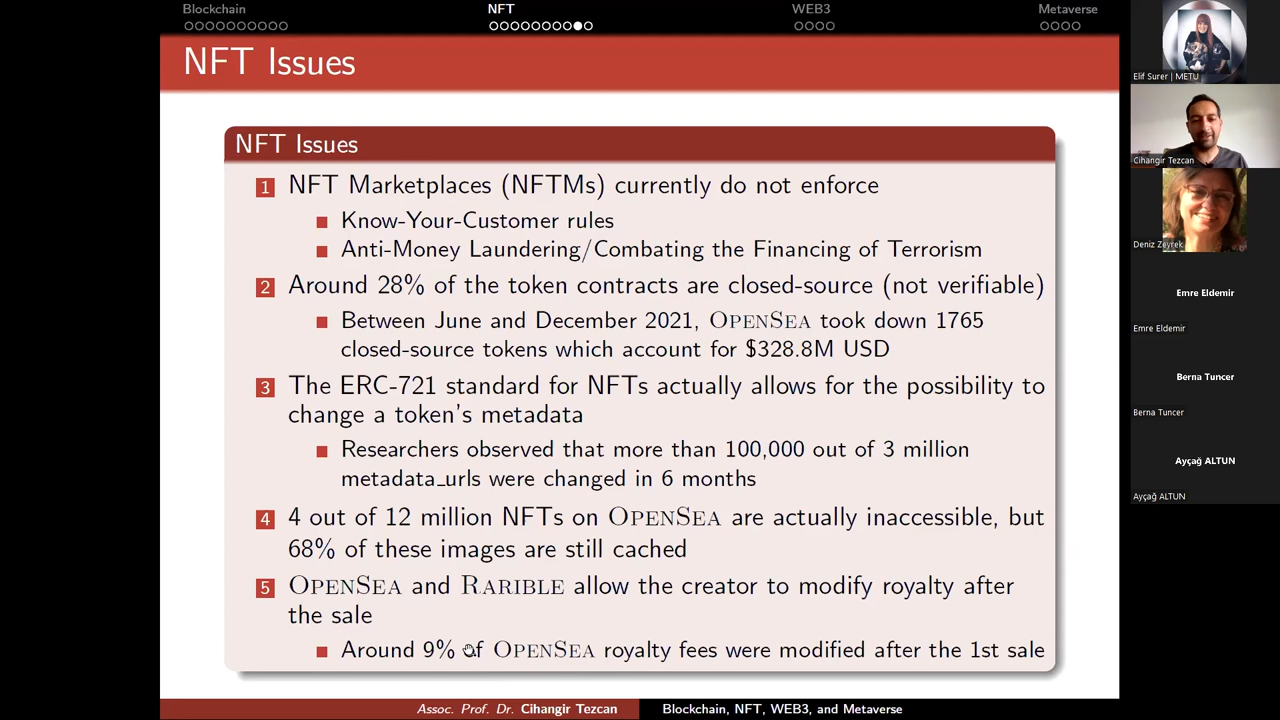 Blockchain NFT WEB3 Metaverse
NFT Issues
NFT Issues
1 NFT Marketplaces (NFTMs) currently do not enforce
Know-Your-Customer rules
Anti-Money Laundering/Combating the Financing of Terrorism
2 Around 28% of the token contracts are closed-source (not verifiable)
Between June and December 2021, OPENSEA took down 1765
closed-source tokens which account for $328.8M USD
3 The ERC-721 standard for NFTs actually allows for the possibility to
change a token's metadata
Researchers observed that more than 100,000 out of 3 million
metadata_urls were changed in 6 months
4 4 out of 12 million NFTs on OPENSEA are actually inaccessible, but
68% of these images are still cached
5 OPENSEA and RARIBLE allow the creator to modify royalty after
the sale
Around 9% of OPENSEA royalty fees were modified after the 1st sale
Assoc. Prof. Dr. Cihangir Tezcan Blockchain, NFT, WEB3, and Metaverse
Elif Surer | METU
Cihangir Tezcan
Deniz Zeyrek
Emre Eldemir
Emre Eldemir
Berna Tuncer
Berna Tuncer
Ayçağ ALTUN
Ayçağ ALTUN